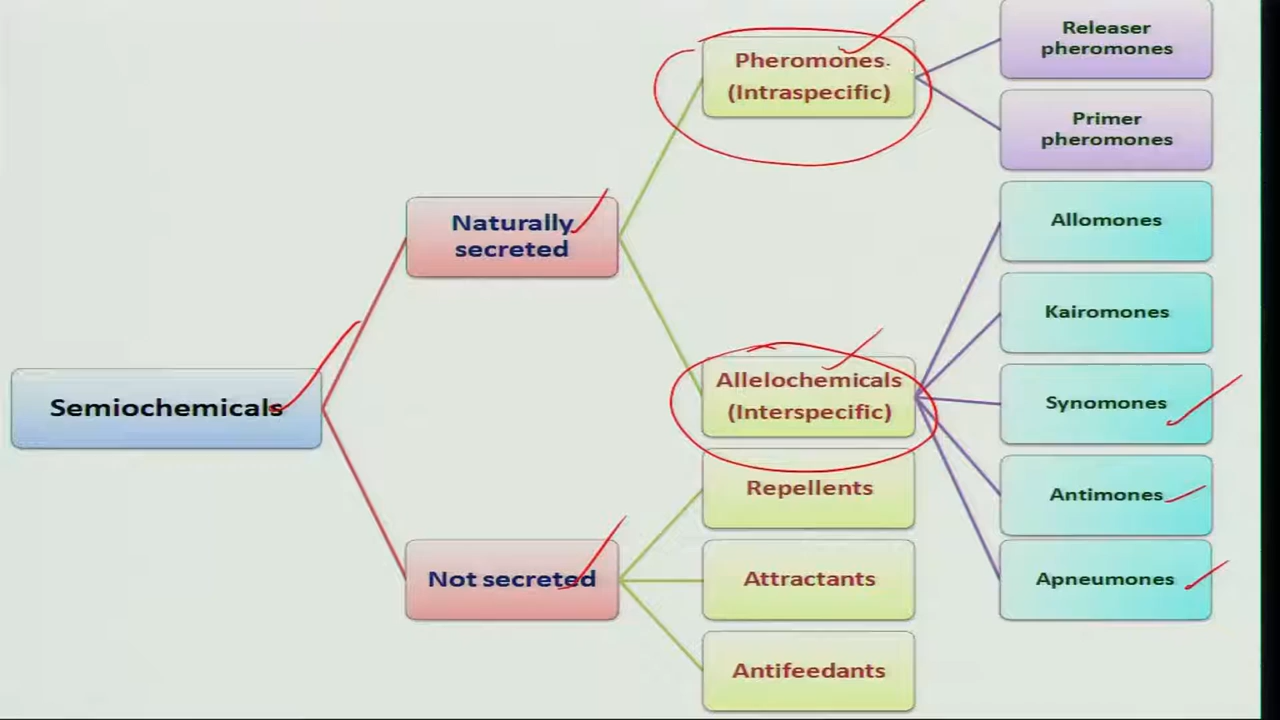 Semiochemicals
Naturally
secreted
Not secreted
Pheromones
(Intraspecific)
Allelochemicals
(Interspecific)
Repellents
Attractants
Antifeedants
Releaser
pheromones
Primer
pheromones
Allomones
Kairomones
Synomones
Antimones
Apneumones